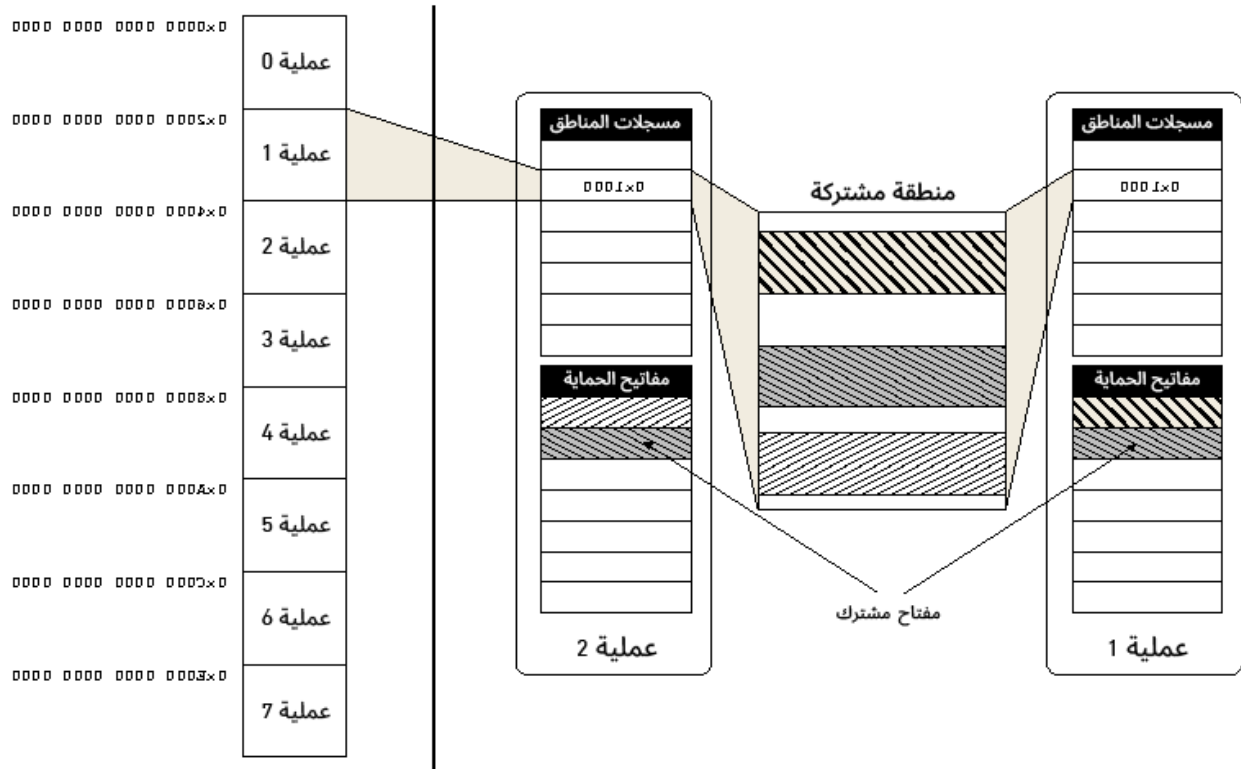 مسجلات المناطق
0x1000
مفاتيح الحماية
عملية 1
منطقة مشتركة
مفتاح مشترك
مسجلات المناطق
0x1000
مفاتيح الحماية
عملية 2
عملية 0
0x0000 0000 0000 0000
عملية 1
0x2000 0000 0000 0000
عملية 2
0x4000 0000 0000 0000
عملية 3
0x6000 0000 0000 0000
عملية 4
0x8000 0000 0000 0000
عملية 5
0xA000 0000 0000 0000
عملية 6
0xC000 0000 0000 0000
عملية 7
0xE000 0000 0000 0000